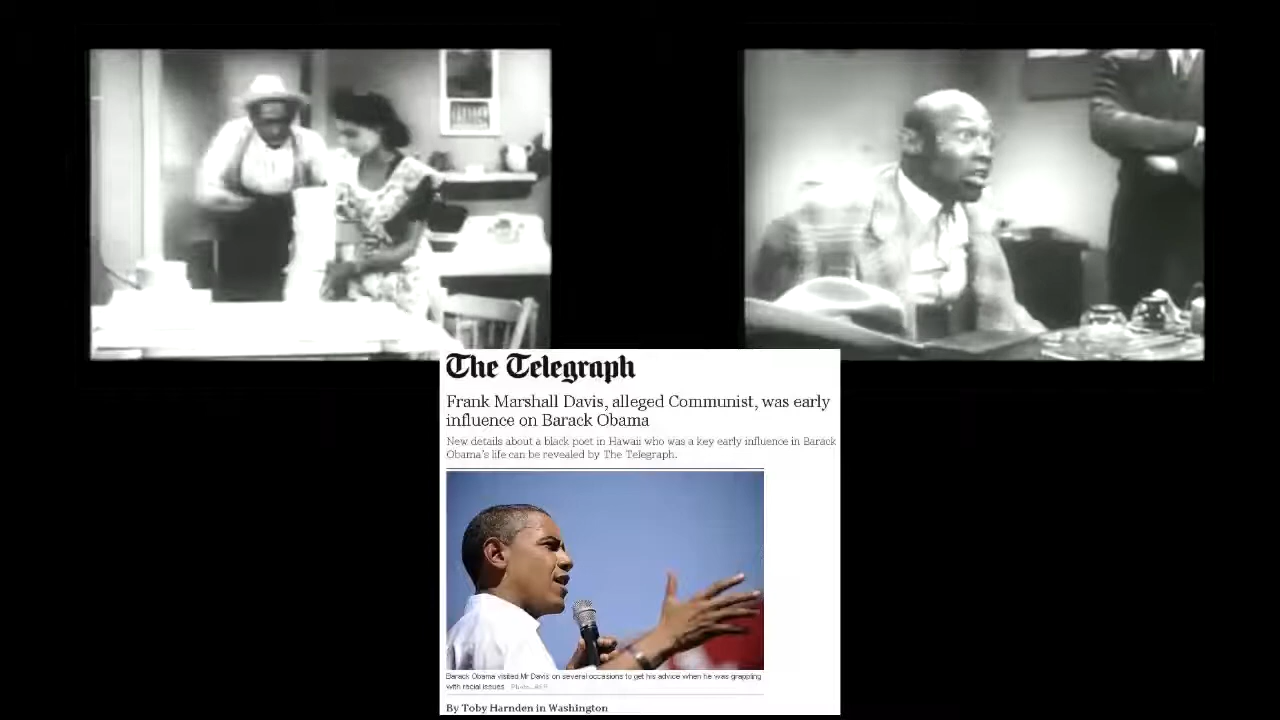 The Telegraph
Frank Marshall Davis, alleged Communist, was early
influence on Barack Obama
New details about a black poet in Hawaii who was a key early influence in Barack
Obama's life can be revealed by The Telegraph.
Barack Obama visited Mr Davis on several occasions to get his advice when he was grappling
with racial issues
By Toby Harnden in Washington